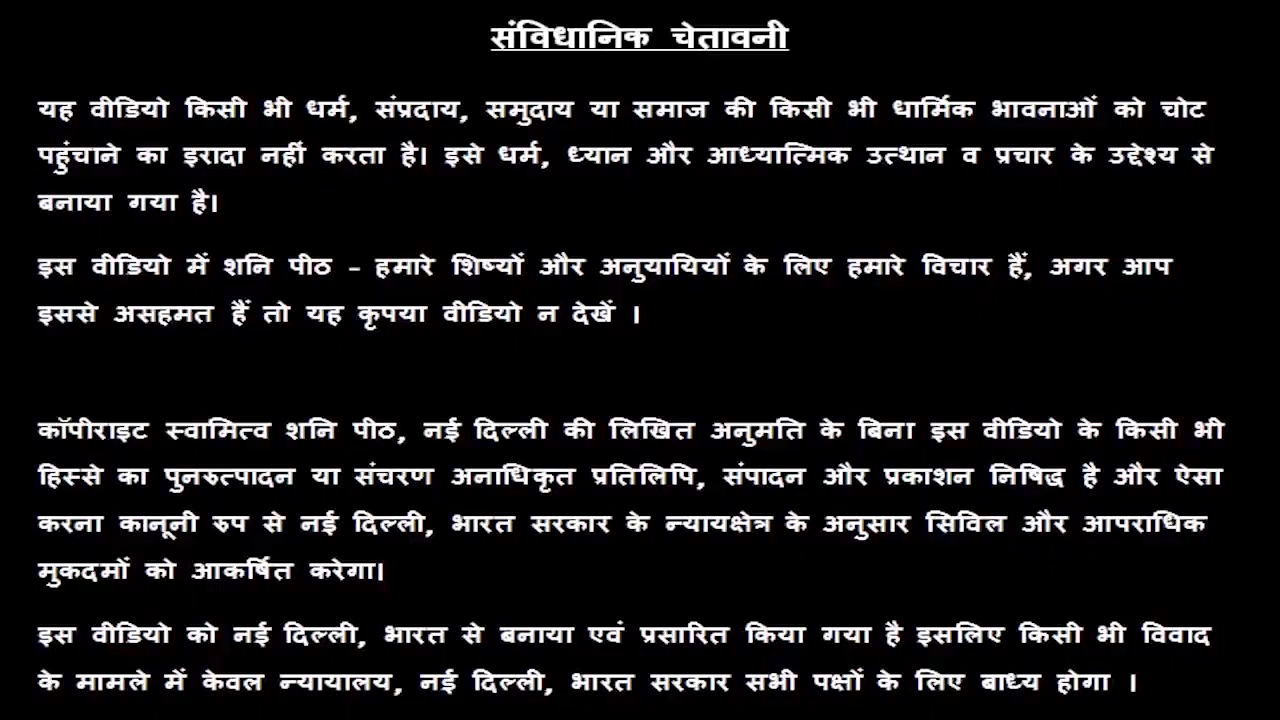 संविधानिक चेतावनी
यह वीडियो किसी भी धर्म, संप्रदाय, समुदाय या समाज की किसी भी धार्मिक भावनाओं को चोट
पहुंचाने का इरादा नहीं करता है। इसे धर्म, ध्यान और आध्यात्मिक उत्थान व प्रचार के उद्देश्य से
बनाया गया है।
इस वीडियो में शनि पीठ – हमारे शिष्यों और अनुयायियों के लिए हमारे विचार हैं, अगर आप
इससे असहमत हैं तो यह कृपया वीडियो न देखें ।
कॉपीराइट स्वामित्व शनि पीठ, नई दिल्ली की लिखित अनुमति के बिना इस वीडियो के किसी भी
हिस्से का पुनरुत्पादन या संचरण अनाधिकृत प्रतिलिपि, संपादन और प्रकाशन निषिद्ध है और ऐसा
करना कानूनी रुप से नई दिल्ली, भारत सरकार के न्यायक्षेत्र के अनुसार सिविल और आपराधिक
मुकदमों को आकर्षित करेगा।
इस वीडियो को नई दिल्ली, भारत से बनाया एवं प्रसारित किया गया है इसलिए किसी भी विवाद
के मामले में केवल न्यायालय, नई दिल्ली, भारत सरकार सभी पक्षों के लिए बाध्य होगा ।